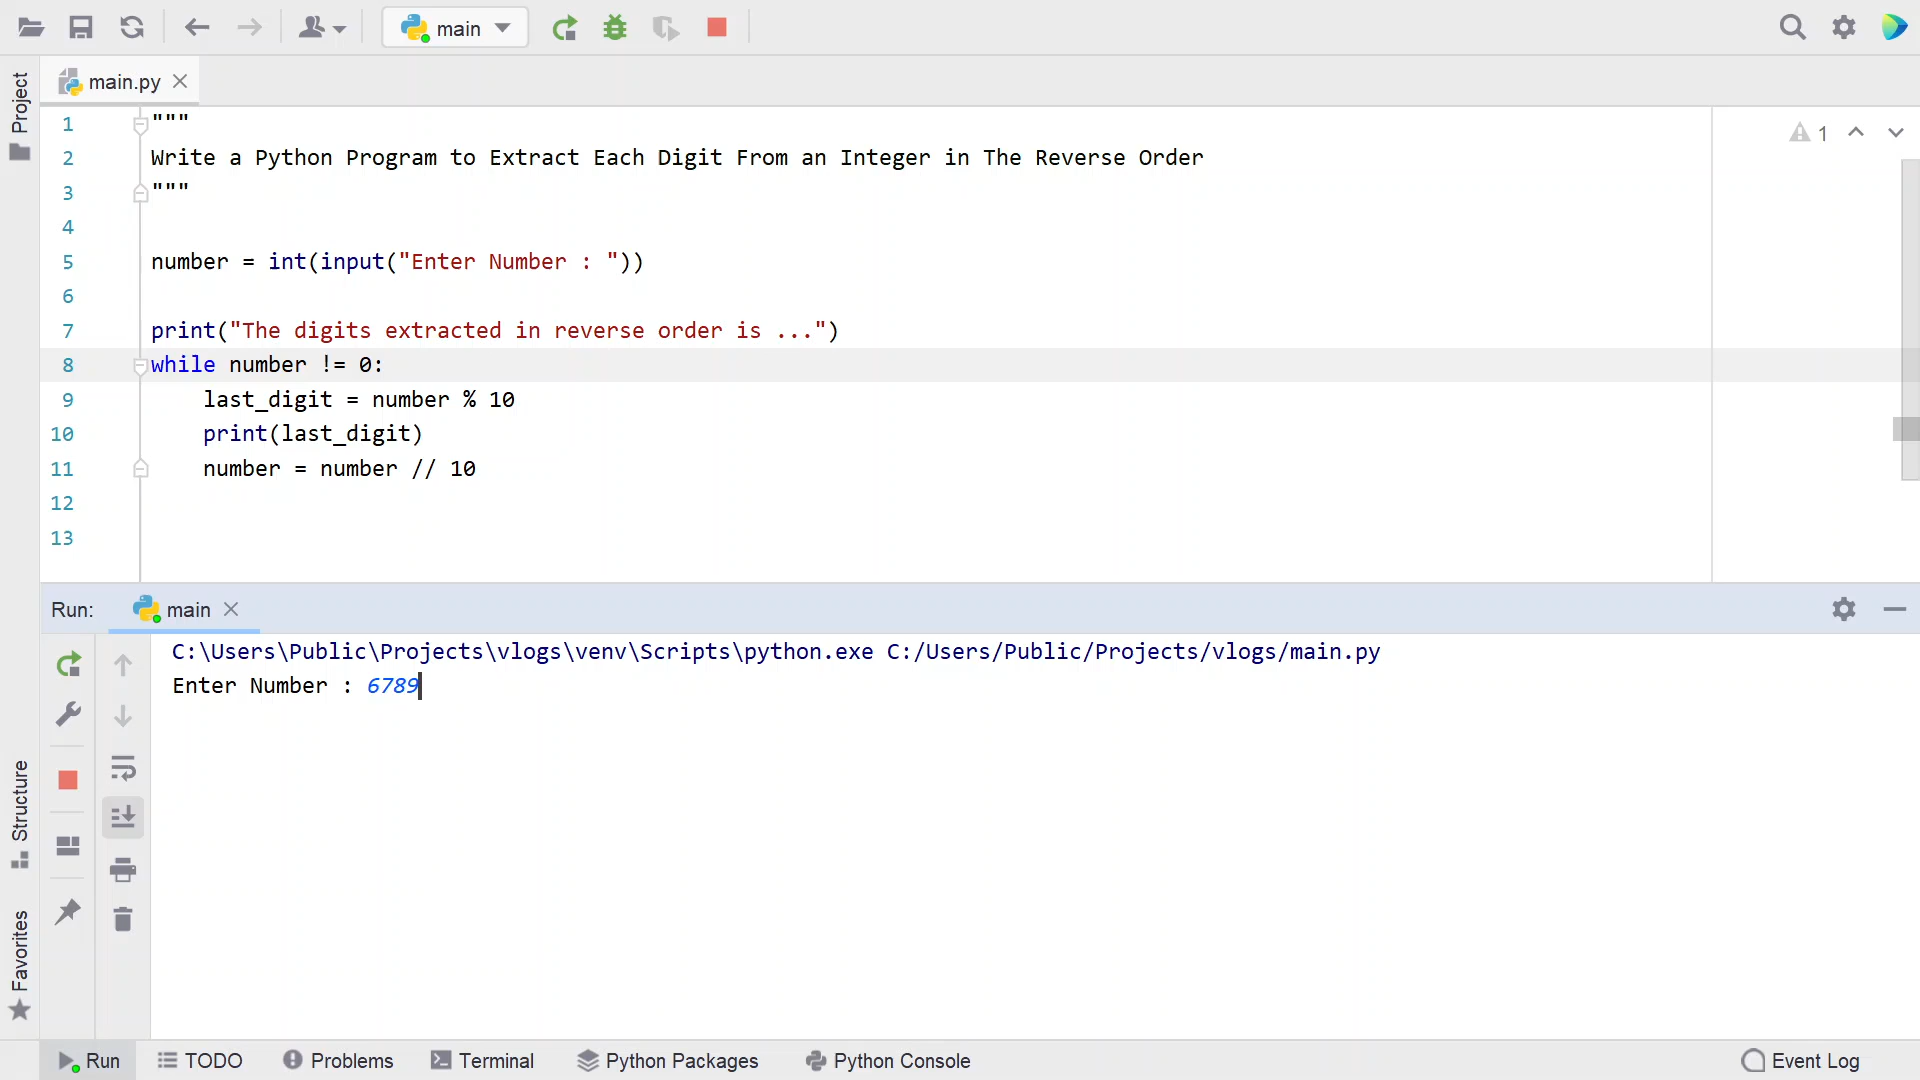 main
Project
main.py
1
1 """
2 Write a Python Program to Extract Each Digit From an Integer in The Reverse Order
3 """
4
5 number = int(input("Enter Number : "))
6
7 print("The digits extracted in reverse order is ...")
8 while number != 0:
9 last_digit = number % 10
10 print(last_digit)
11 number = number // 10
12
13
Run: main
C:\Users\Public\Projects\vlogs\venv\Scripts\python.exe C:/Users/Public/Projects/vlogs/main.py
Enter Number : 6789
Structure
Favorites
Run TODO Problems Terminal Python Packages Python Console Event Log